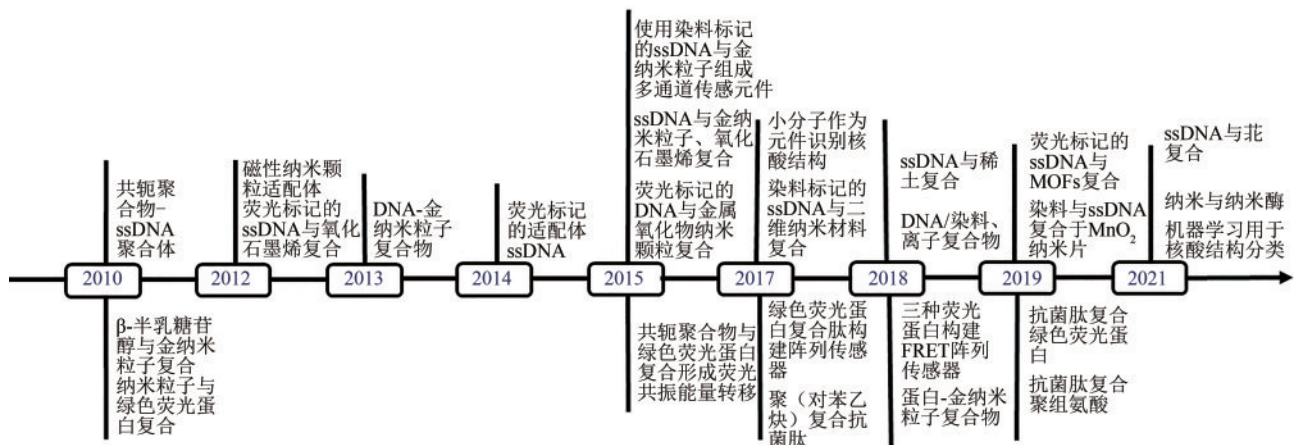 使用染料标记
的ssDNA与金
纳米粒子组成
多通道传感元件
ssDNA与金纳
米粒子、氧化
石墨烯复合
荧光标记的
DNA与金属
氧化物纳米
颗粒复合
共轭聚
合物-
ssDNA
聚合体
磁性纳米颗
粒适配体
荧光标记的
ssDNA与氧化
石墨烯复合
DNA-金
纳米粒子
复合物
荧光标记
的适配体
ssDNA
小分子作为
元件识别核
酸结构
染料标记的
ssDNA与二
维纳米材料
复合
ssDNA与稀
土复合
DNA/染料、
离子复合物
荧光标记的
ssDNA与
MOFs复合
染料与ssDNA
复合于MnO₂
纳米片
ssDNA与苝
复合
纳米与纳米酶
机器学习用于
核酸结构分类
2010
2012
2013
2014
2015
2017
2018
2019
2021
β-半乳糖苷
醇与金纳米
粒子复合
纳米粒子与
绿色荧光蛋
白复合
共轭聚合物与
绿色荧光蛋白
复合形成荧光
共振能量转移
绿色荧光蛋
白复合肽构
建阵列传感
器
聚（对苯乙
炔）复合抗
菌肽
三种荧光
蛋白构建
FRET阵列
传感器
蛋白-金纳米
粒子复合物
抗菌肽复合
绿色荧光蛋
白
抗菌肽复合
聚组氨酸